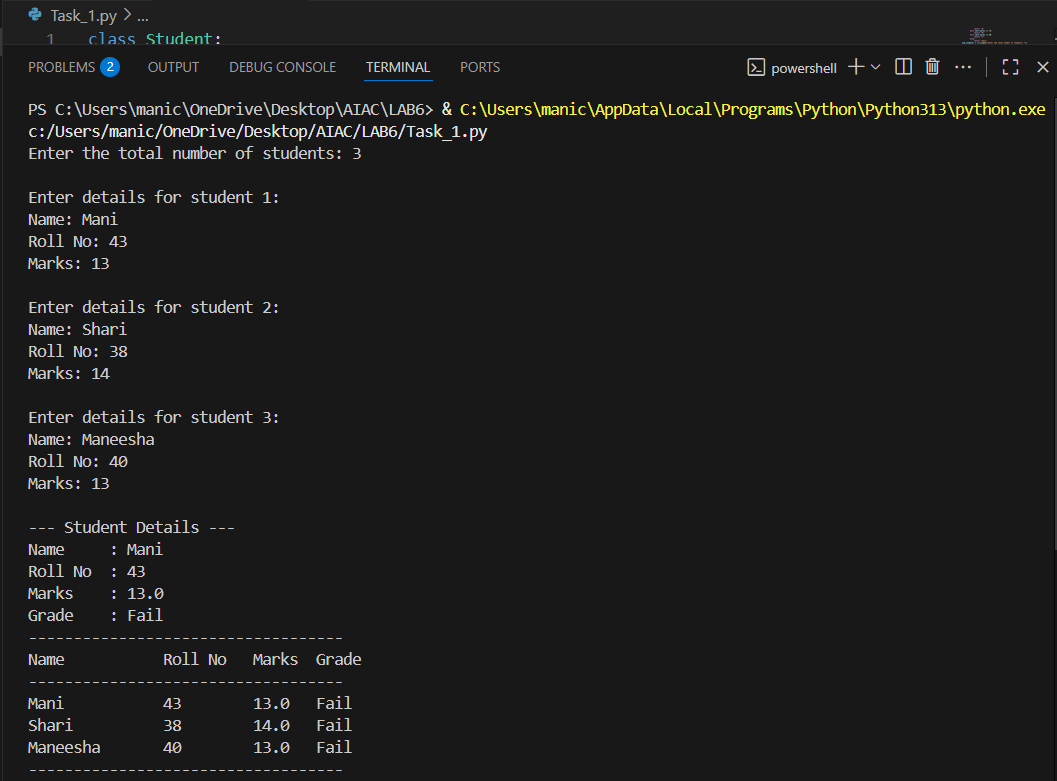 Task_1.py > ...
1 class Student:
PROBLEMS 2 OUTPUT DEBUG CONSOLE TERMINAL PORTS powershell
PS C:\Users\manic\OneDrive\Desktop\AIAC\LAB6> & C:\Users\manic\AppData\Local\Programs\Python\Python313\python.exe
c:/Users/manic/OneDrive/Desktop/AIAC/LAB6/Task_1.py
Enter the total number of students: 3
Enter details for student 1:
Name: Mani
Roll No: 43
Marks: 13
Enter details for student 2:
Name: Shari
Roll No: 38
Marks: 14
Enter details for student 3:
Name: Maneesha
Roll No: 40
Marks: 13
--- Student Details ---
Name     : Mani
Roll No  : 43
Marks    : 13.0
Grade    : Fail
-----------------------------------
Name           Roll No   Marks  Grade
-----------------------------------
Mani           43        13.0   Fail
Shari          38        14.0   Fail
Maneesha       40        13.0   Fail
-----------------------------------